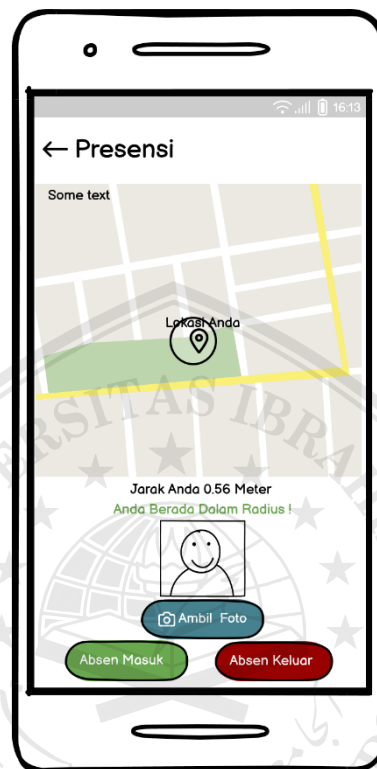 16:13
← Presensi
Some text
Lokasi Anda
Jarak Anda 0.56 Meter
Anda Berada Dalam Radius !
Ambil Foto
Absen Masuk
Absen Keluar